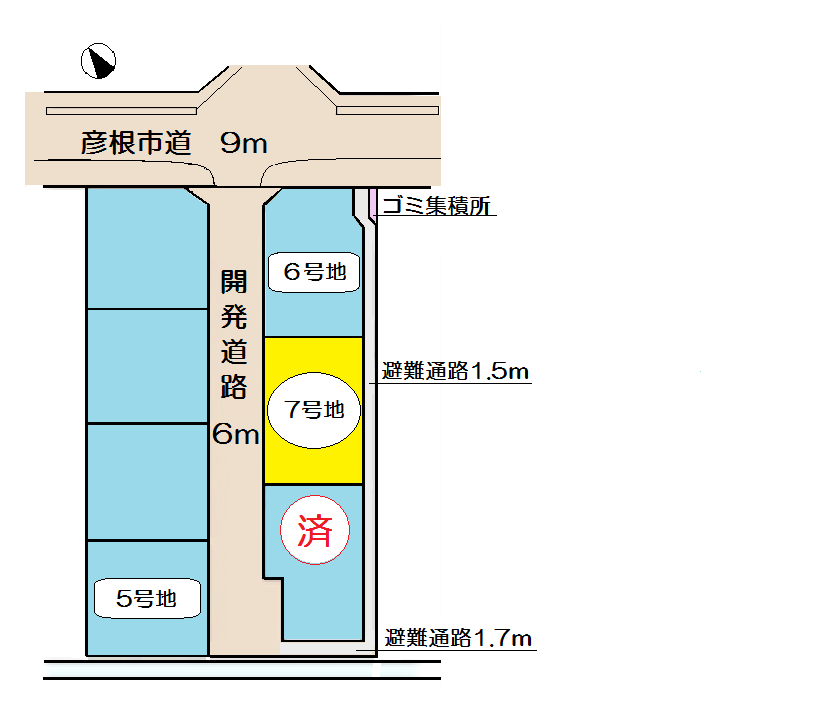 彦根市道 9m
ゴミ集積所
6号地
開発道路
6m
避難通路1.5m
7号地
済
5号地
避難通路1.7m